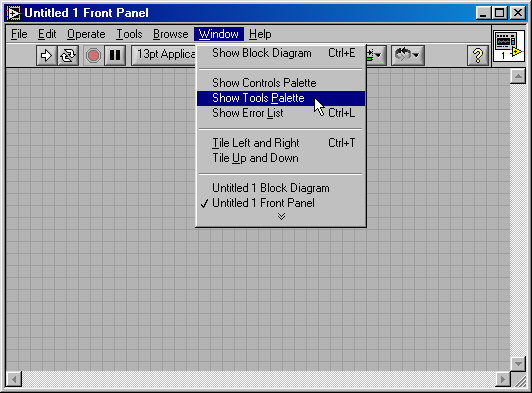 Untitled 1 Front Panel
File Edit Operate Tools Browse Window Help
13pt Applica
?
1
Show Block Diagram Ctrl+E
Show Controls Palette
Show Tools Palette
Show Error List Ctrl+L
Tile Left and Right Ctrl+T
Tile Up and Down
Untitled 1 Block Diagram
✓ Untitled 1 Front Panel